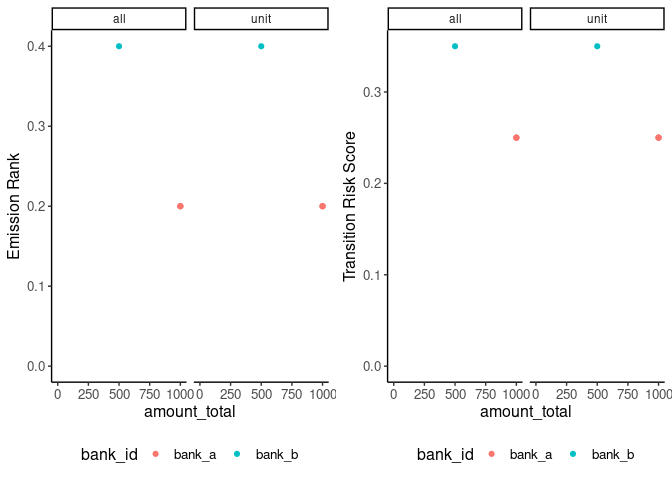 all unit
Emission Rank
0.4
0.3
0.2
0.1
0.0
0 250 500 750 1000 0 250 500 750 1000
amount_total
bank_id bank_a bank_b
all unit
Transition Risk Score
0.3
0.2
0.1
0.0
0 250 500 750 1000 0 250 500 750 1000
amount_total
bank_id bank_a bank_b